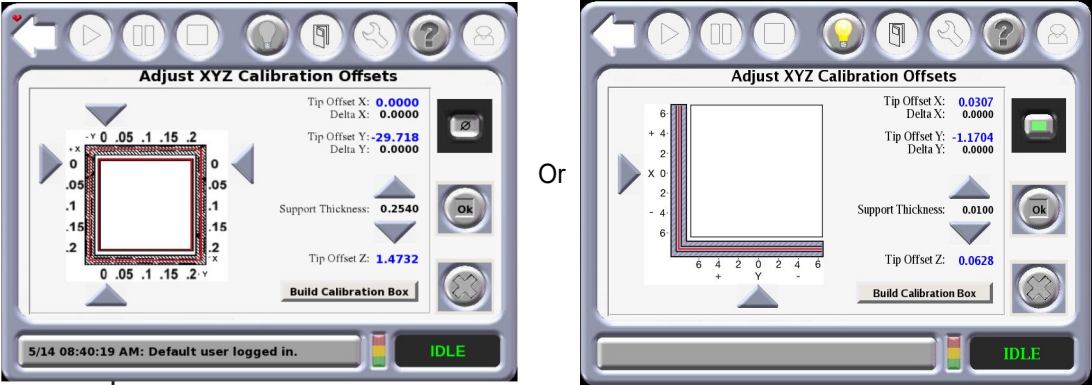 Adjust XYZ Calibration Offsets
Tip Offset X: 0.0000
Delta X: 0.0000
- Y 0 .05 .1 .15 .2
Tip Offset Y: -29.718
Delta Y: 0.0000
+ X
0 0
.05 .05
.1 .1
.15 .15
.2 .2
- X
0 .05 .1 .15 .2 - Y
Support Thickness: 0.2540
Ok
Tip Offset Z: 1.4732
Build Calibration Box
5/14 08:40:19 AM: Default user logged in.
IDLE
Or
Adjust XYZ Calibration Offsets
Tip Offset X: 0.0307
Delta X: 0.0000
Tip Offset Y: -1.1704
Delta Y: 0.0000
6
+ 4
2
X 0
2
- 4
6
6 4 2 0 2 4 6
+ Y -
Support Thickness: 0.0100
Ok
Tip Offset Z: 0.0628
Build Calibration Box
IDLE